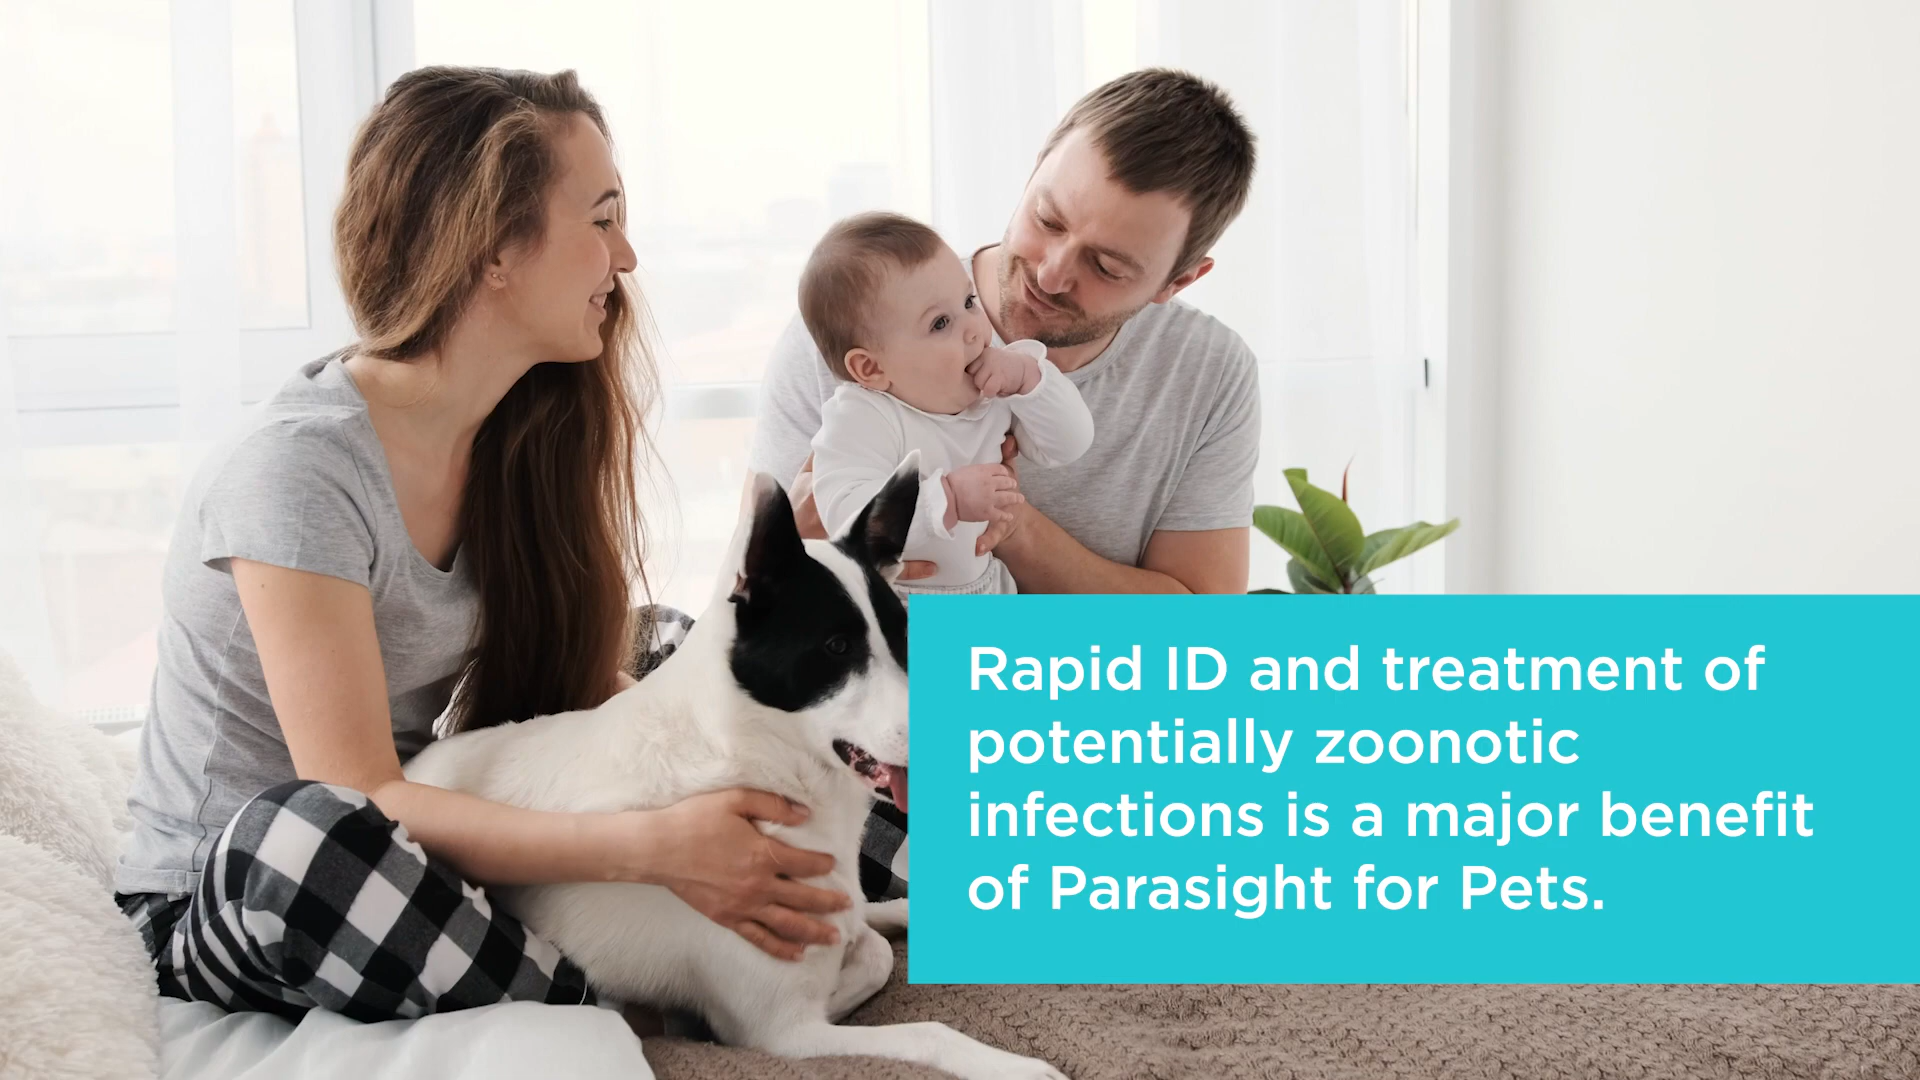 Rapid ID and treatment of
potentially zoonotic
infections is a major benefit
of Parasight for Pets.